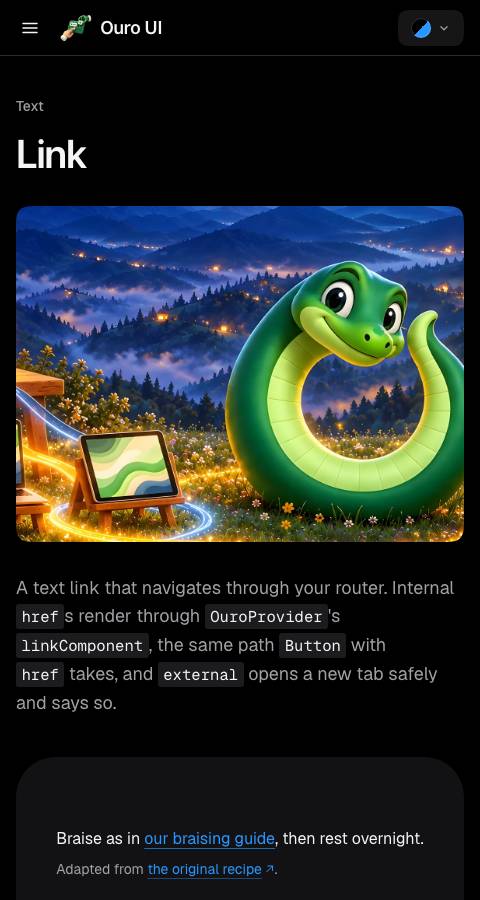 Ouro UI
Text
Link
A text link that navigates through your router. Internal
hrefs render through OuroProvider's
linkComponent, the same path Button with
href takes, and external opens a new tab safely
and says so.
Braise as in our braising guide, then rest overnight.
Adapted from the original recipe ↗.